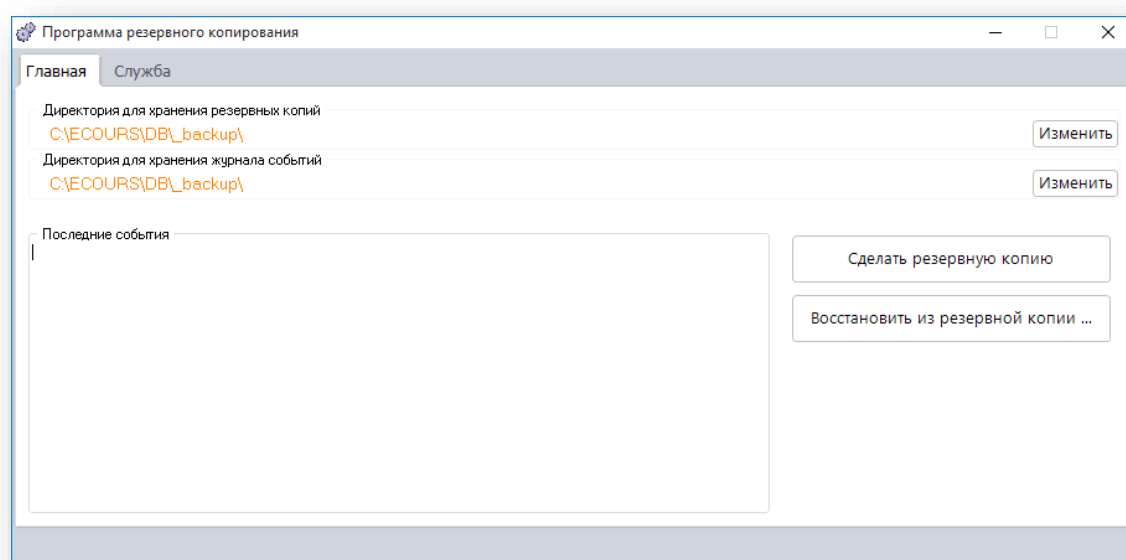 Программа резервного копирования
Главная Служба
Директория для хранения резервных копий
C:\ECOURS\DB\_backup\ Изменить
Директория для хранения журнала событий
C:\ECOURS\DB\_backup\ Изменить
Последние события
Сделать резервную копию
Восстановить из резервной копии ...